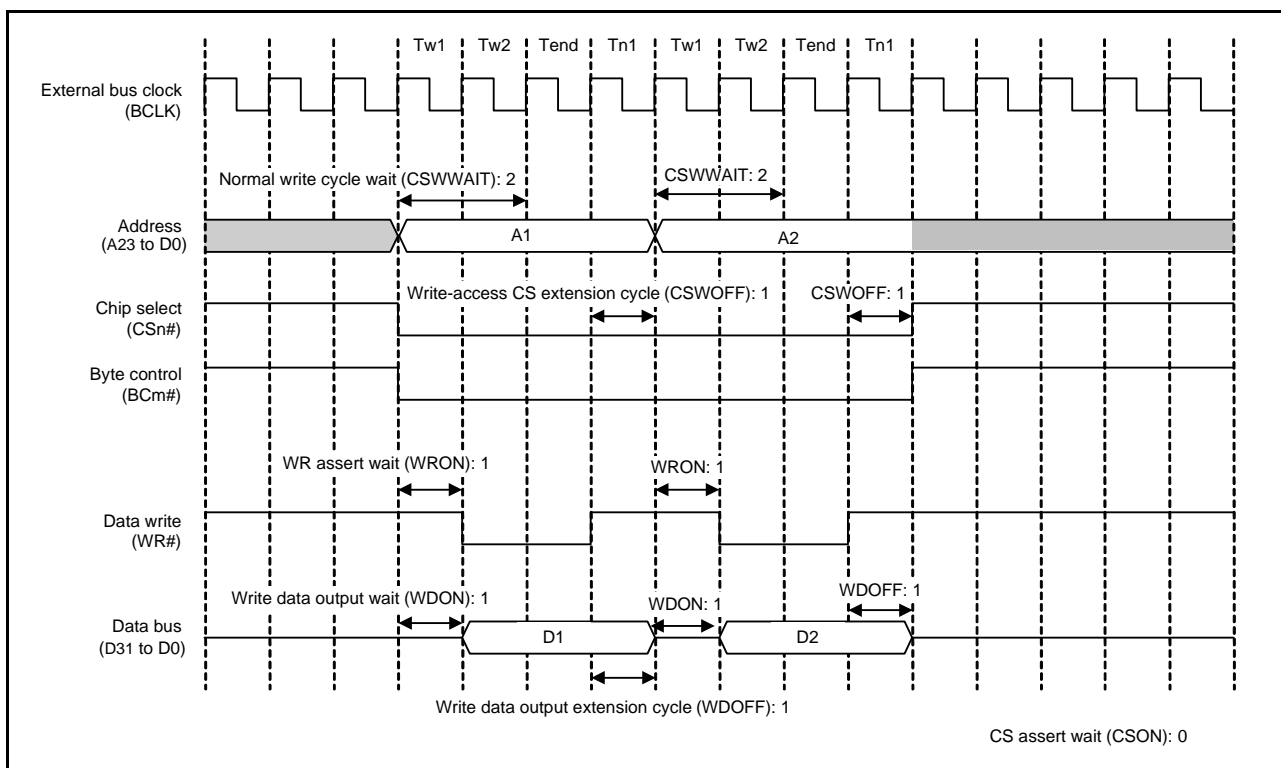 Tw1 Tw2 Tend Tn1 Tw1 Tw2 Tend Tn1
External bus clock
(BCLK)
Normal write cycle wait (CSWWAIT): 2
CSWWAIT: 2
Address
(A23 to D0)
A1
A2
Write-access CS extension cycle (CSWOFF): 1
CSWOFF: 1
Chip select
(CSn#)
Byte control
(BCm#)
WR assert wait (WRON): 1
WRON: 1
Data write
(WR#)
Write data output wait (WDON): 1
WDON: 1
WDOFF: 1
Data bus
(D31 to D0)
D1
D2
Write data output extension cycle (WDOFF): 1
CS assert wait (CSON): 0